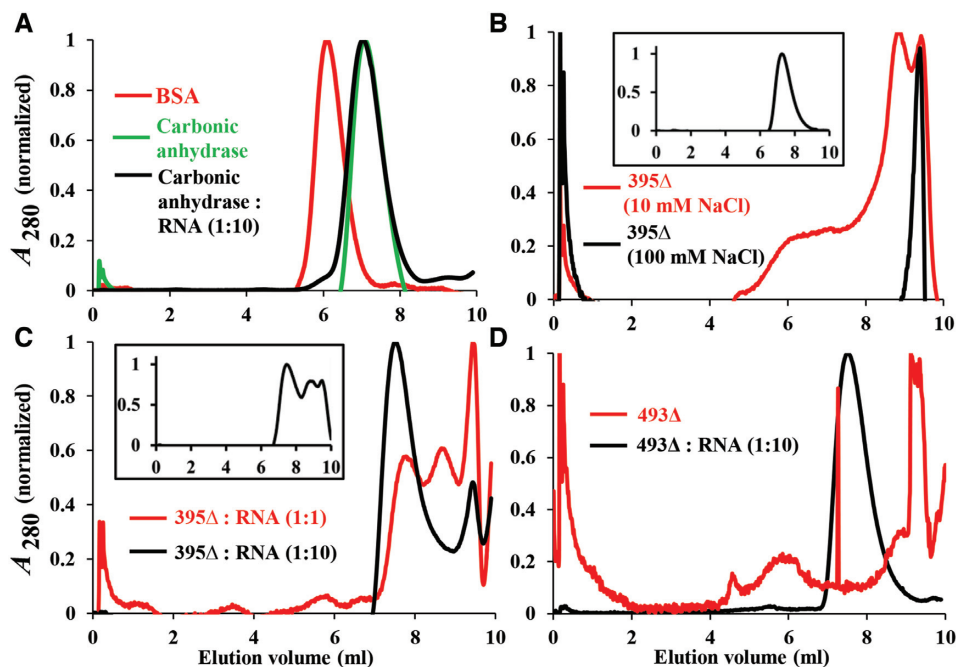 A
A 280 (normalized)
1
0.8
0.6
0.4
0.2
0
BSA
Carbonic
anhydrase
Carbonic
anhydrase :
RNA (1:10)
0 2 4 6 8 10
B
1
0.8
0.6
0.4
0.2
0
1
0.5
0
0 2 4 6 8 10
395Δ
(10 mM NaCl)
395Δ
(100 mM NaCl)
0 2 4 6 8 10
C
A 280 (normalized)
1
0.8
0.6
0.4
0.2
0
1
0.5
0
0 2 4 6 8 10
395Δ : RNA (1:1)
395Δ : RNA (1:10)
0 2 4 6 8 10
Elution volume (ml)
D
1
0.8
0.6
0.4
0.2
0
493Δ
493Δ : RNA (1:10)
0 2 4 6 8 10
Elution volume (ml)